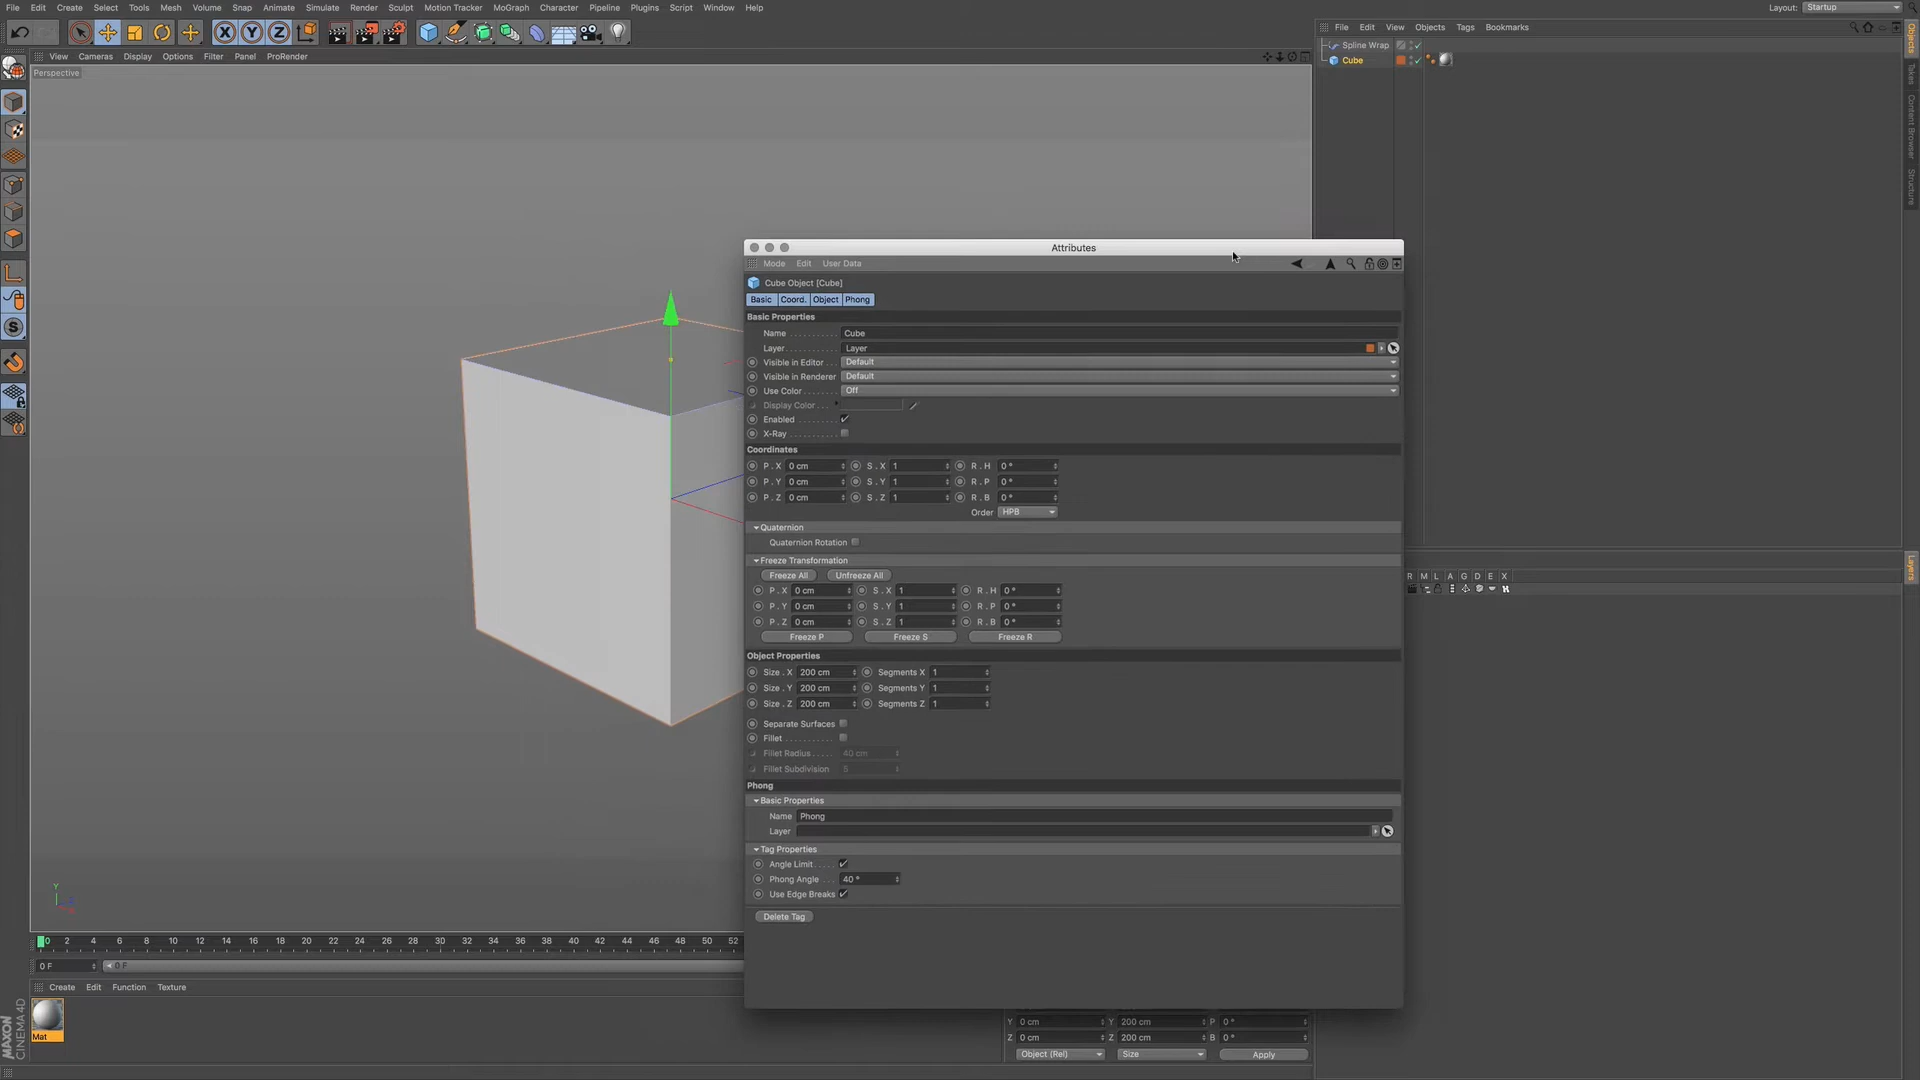 File Edit Create Select Tools Mesh Volume Snap Animate Simulate Render Sculpt Motion Tracker MoGraph Character Pipeline Plugins Script Window Help Layout: Startup
File Edit View Objects Tags Bookmarks
X Y Z
Spline Wrap
Cube
View Cameras Display Options Filter Panel ProRender
Perspective
Objects
Takes
Content Browser
Structure
Attributes
Mode Edit User Data
Cube Object [Cube]
Basic Coord. Object Phong
Basic Properties
Name Cube
Layer Layer
Visible in Editor Default
Visible in Renderer Default
Use Color Off
Display Color
Enabled
X-Ray
Coordinates
P . X 0 cm S . X 1 R . H 0 °
P . Y 0 cm S . Y 1 R . P 0 °
P . Z 0 cm S . Z 1 R . B 0 °
Order HPB
Quaternion
Quaternion Rotation
Freeze Transformation
Freeze All Unfreeze All
P . X 0 cm S . X 1 R . H 0 °
P . Y 0 cm S . Y 1 R . P 0 °
P . Z 0 cm S . Z 1 R . B 0 °
Freeze P Freeze S Freeze R
Object Properties
Size . X 200 cm Segments X 1
Size . Y 200 cm Segments Y 1
Size . Z 200 cm Segments Z 1
Separate Surfaces
Fillet
Fillet Radius 40 cm
Fillet Subdivision 5
Phong
Basic Properties
Name Phong
Layer
Tag Properties
Angle Limit
Phong Angle 40 °
Use Edge Breaks
Delete Tag
R M L A G D E X
Layers
S
Y
0 2 4 6 8 10 12 14 16 18 20 22 24 26 28 30 32 34 36 38 40 42 44 46 48 50 52
0 F 0 F
Create Edit Function Texture
Mat
MAXON
CINEMA 4D
Y 0 cm Y 200 cm P 0 °
Z 0 cm Z 200 cm B 0 °
Object (Rel) Size Apply